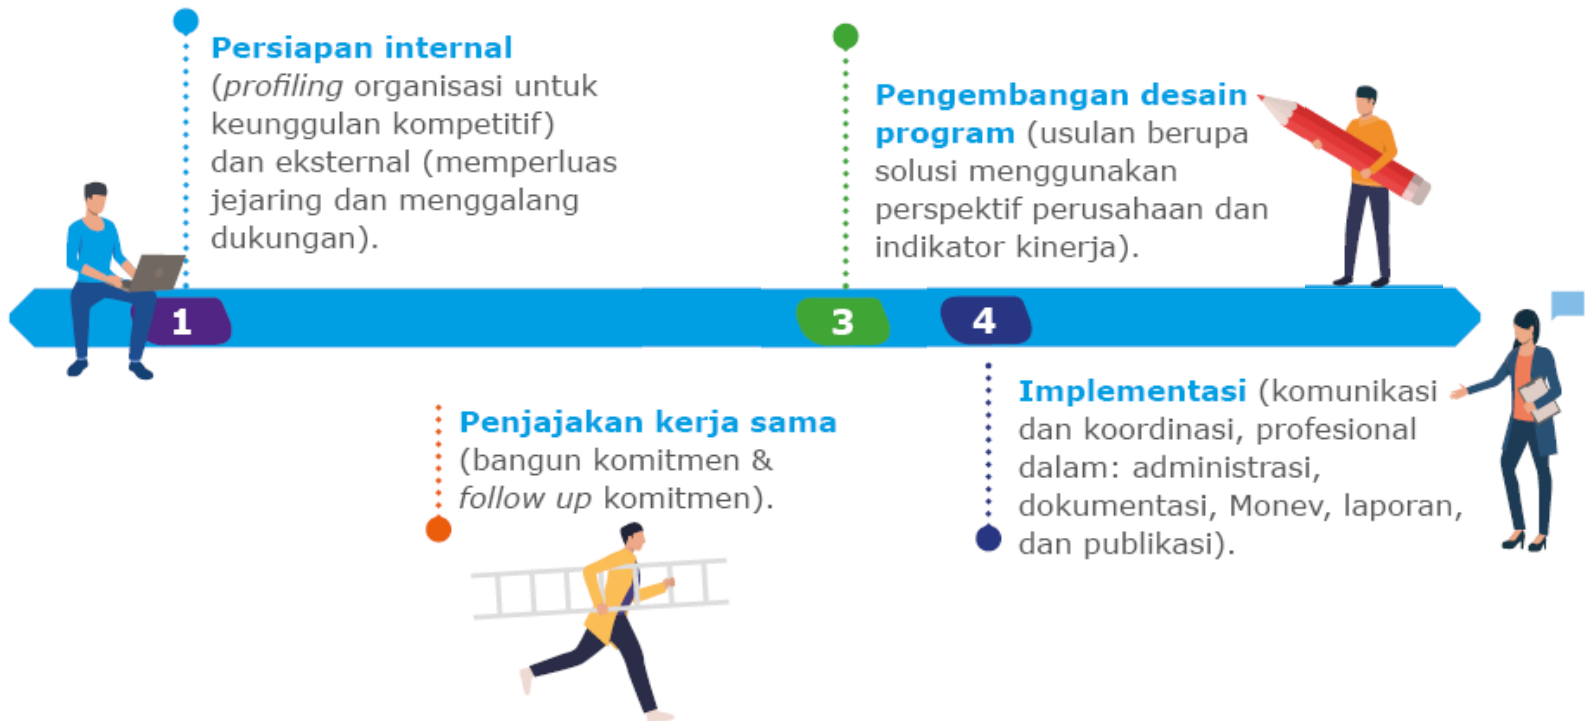 Persiapan internal
(profiling organisasi untuk
keunggulan kompetitif)
dan eksternal (memperluas
jejaring dan menggalang
dukungan).
Pengembangan desain
program (usulan berupa
solusi menggunakan
perspektif perusahaan dan
indikator kinerja).
1
3
4
Penjajakan kerja sama
(bangun komitmen &
follow up komitmen).
Implementasi (komunikasi
dan koordinasi, profesional
dalam: administrasi,
dokumentasi, Monev, laporan,
dan publikasi).